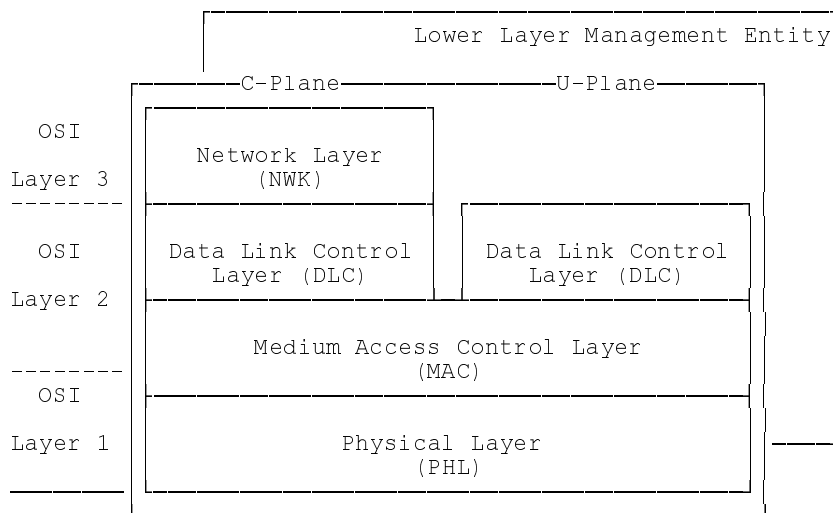 Lower Layer Management Entity
C-Plane U-Plane
OSI
Network Layer
Layer 3 (NWK)
OSI Data Link Control Data Link Control
Layer (DLC) Layer (DLC)
Layer 2
Medium Access Control Layer
(MAC)
OSI
Layer 1 Physical Layer
(PHL)